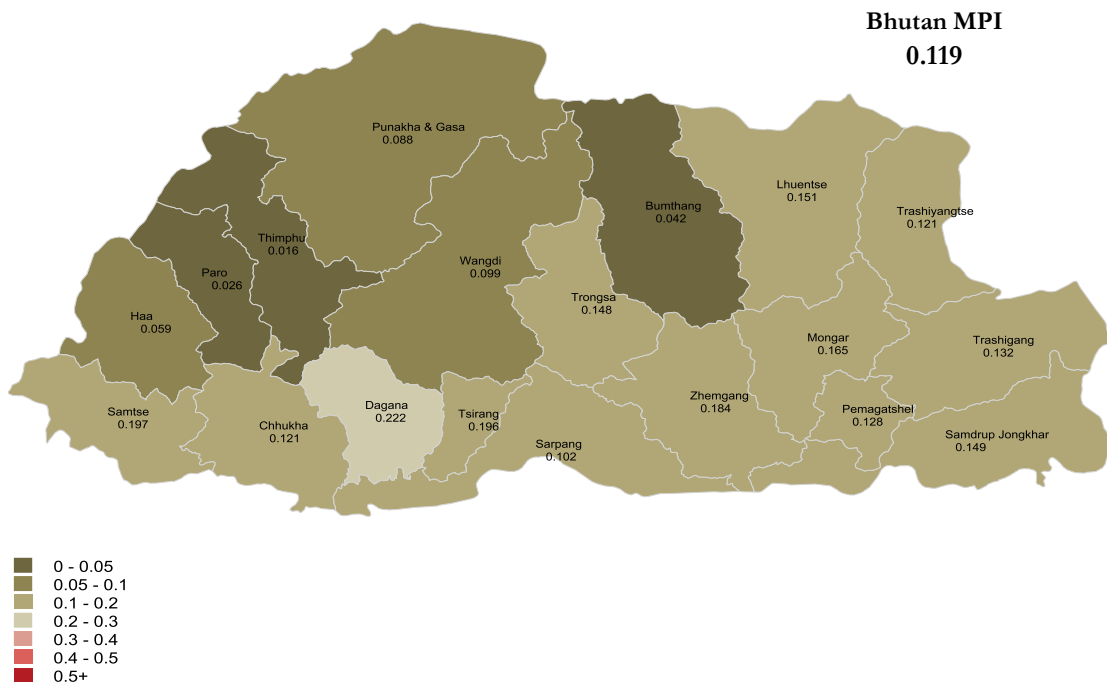 Bhutan MPI
0.119
Punakha & Gasa
0.088
Lhuentse
0.151
Bumthang
0.042
Trashiyangtse
0.121
Thimphu
0.016
Wangdi
0.099
Paro
0.026
Trongsa
0.148
Haa
0.059
Mongar
0.165
Trashigang
0.132
Zhemgang
0.184
Dagana
0.222
Samtse
0.197
Tsirang
0.196
Pemagatshel
0.128
Chhukha
0.121
Sarpang
0.102
Samdrup Jongkhar
0.149
0 - 0.05
0.05 - 0.1
0.1 - 0.2
0.2 - 0.3
0.3 - 0.4
0.4 - 0.5
0.5+